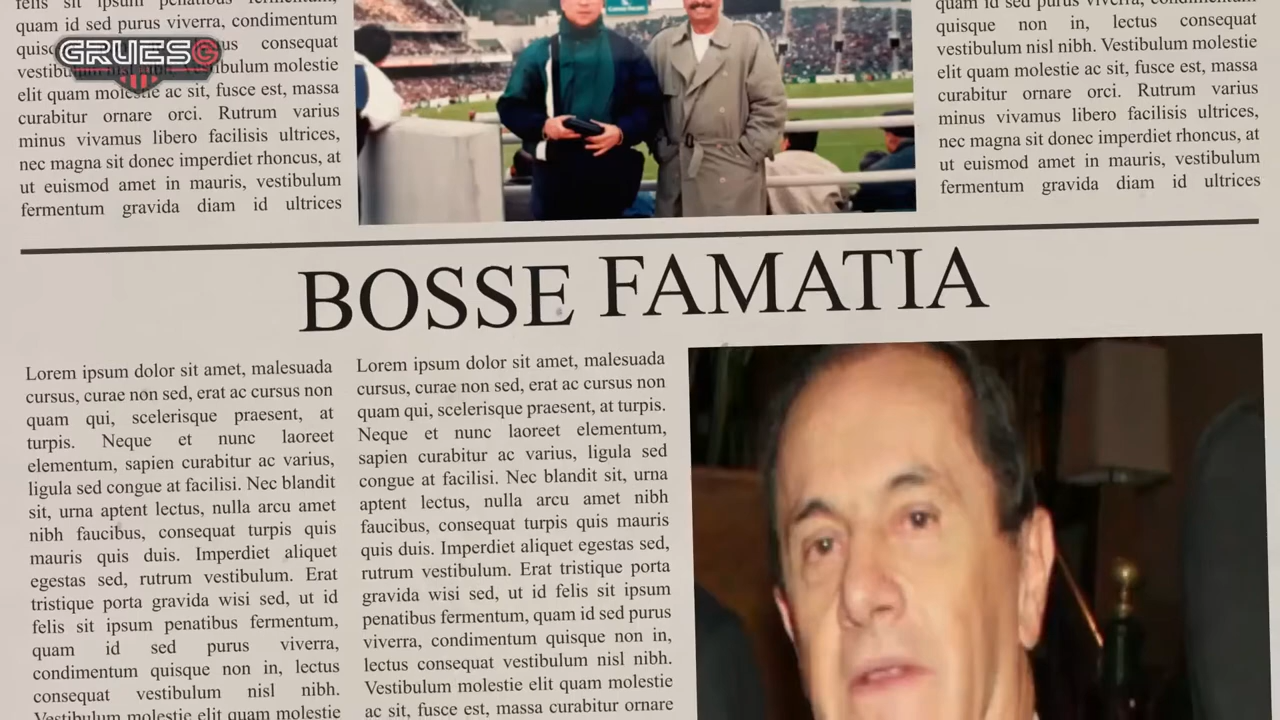 felis sit ipsum penatibus fermentum,
quam id sed purus viverra, condimentum
consequat
vestibulum molestie
elit quam molestie ac sit, fusce est, massa
curabitur ornare orci. Rutrum varius
minus vivamus libero facilisis ultrices,
nec magna sit donec imperdiet rhoncus, at
ut euismod amet in mauris, vestibulum
fermentum gravida diam id ultrices
GRUESG
quam id sed purus viverra, condimentum
quisque non in, lectus consequat
vestibulum nisl nibh. Vestibulum molestie
elit quam molestie ac sit, fusce est, massa
curabitur ornare orci. Rutrum varius
minus vivamus libero facilisis ultrices,
nec magna sit donec imperdiet rhoncus, at
ut euismod amet in mauris, vestibulum
fermentum gravida diam id ultrices
BOSSE FAMATIA
Lorem ipsum dolor sit amet, malesuada
cursus, curae non sed, erat ac cursus non
quam qui, scelerisque praesent, at
turpis. Neque et nunc laoreet
elementum, sapien curabitur ac varius,
ligula sed congue at facilisi. Nec blandit
sit, urna aptent lectus, nulla arcu amet
nibh faucibus, consequat turpis quis
mauris quis duis. Imperdiet aliquet
egestas sed, rutrum vestibulum. Erat
tristique porta gravida wisi sed, ut id
felis sit ipsum penatibus fermentum,
quam id sed purus viverra,
condimentum quisque non in, lectus
consequat vestibulum nisl nibh.
Vestibulum molestie elit quam molestie
Lorem ipsum dolor sit amet, malesuada
cursus, curae non sed, erat ac cursus non
quam qui, scelerisque praesent, at turpis.
Neque et nunc laoreet elementum,
sapien curabitur ac varius, ligula sed
congue at facilisi. Nec blandit sit, urna
aptent lectus, nulla arcu amet nibh
faucibus, consequat turpis quis mauris
quis duis. Imperdiet aliquet egestas sed,
rutrum vestibulum. Erat tristique porta
gravida wisi sed, ut id felis sit ipsum
penatibus fermentum, quam id sed purus
viverra, condimentum quisque non in,
lectus consequat vestibulum nisl nibh.
Vestibulum molestie elit quam molestie
ac sit, fusce est, massa curabitur ornare